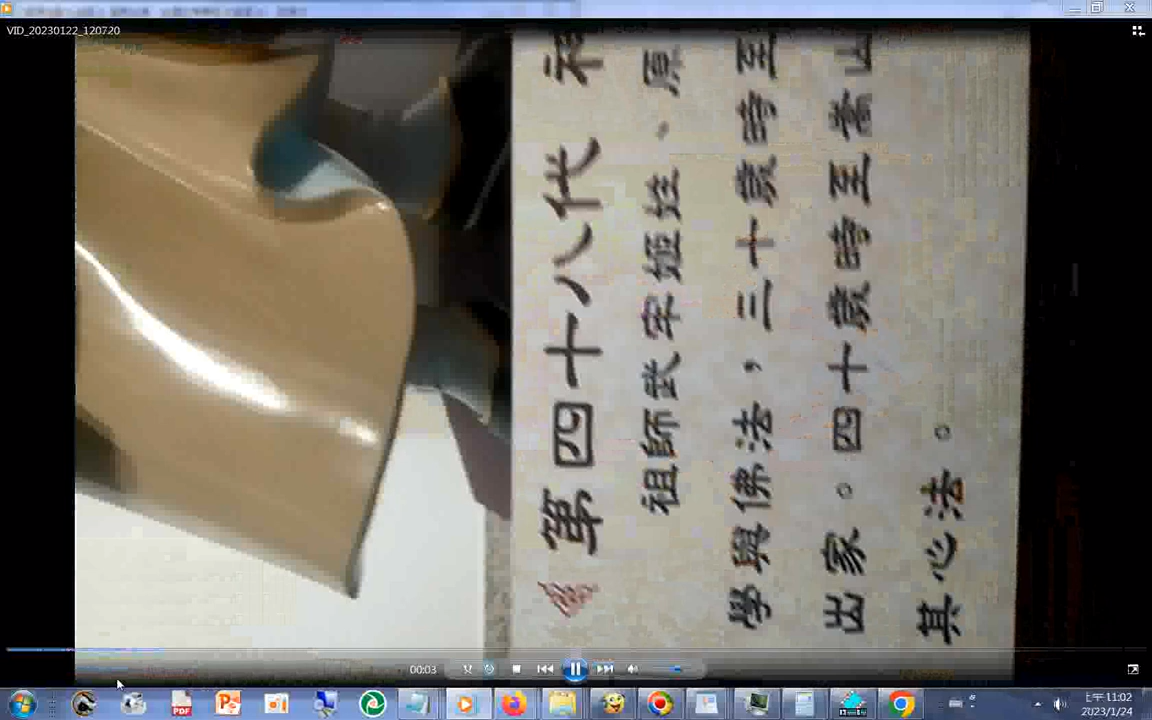 VID_20230122_120720
第四十八代
祖師武牢姬姓、原
學與佛法，三十歲時至
出家。四十歲時至嵩山
其心法。
00:03
上午 11:02
2023/1/24